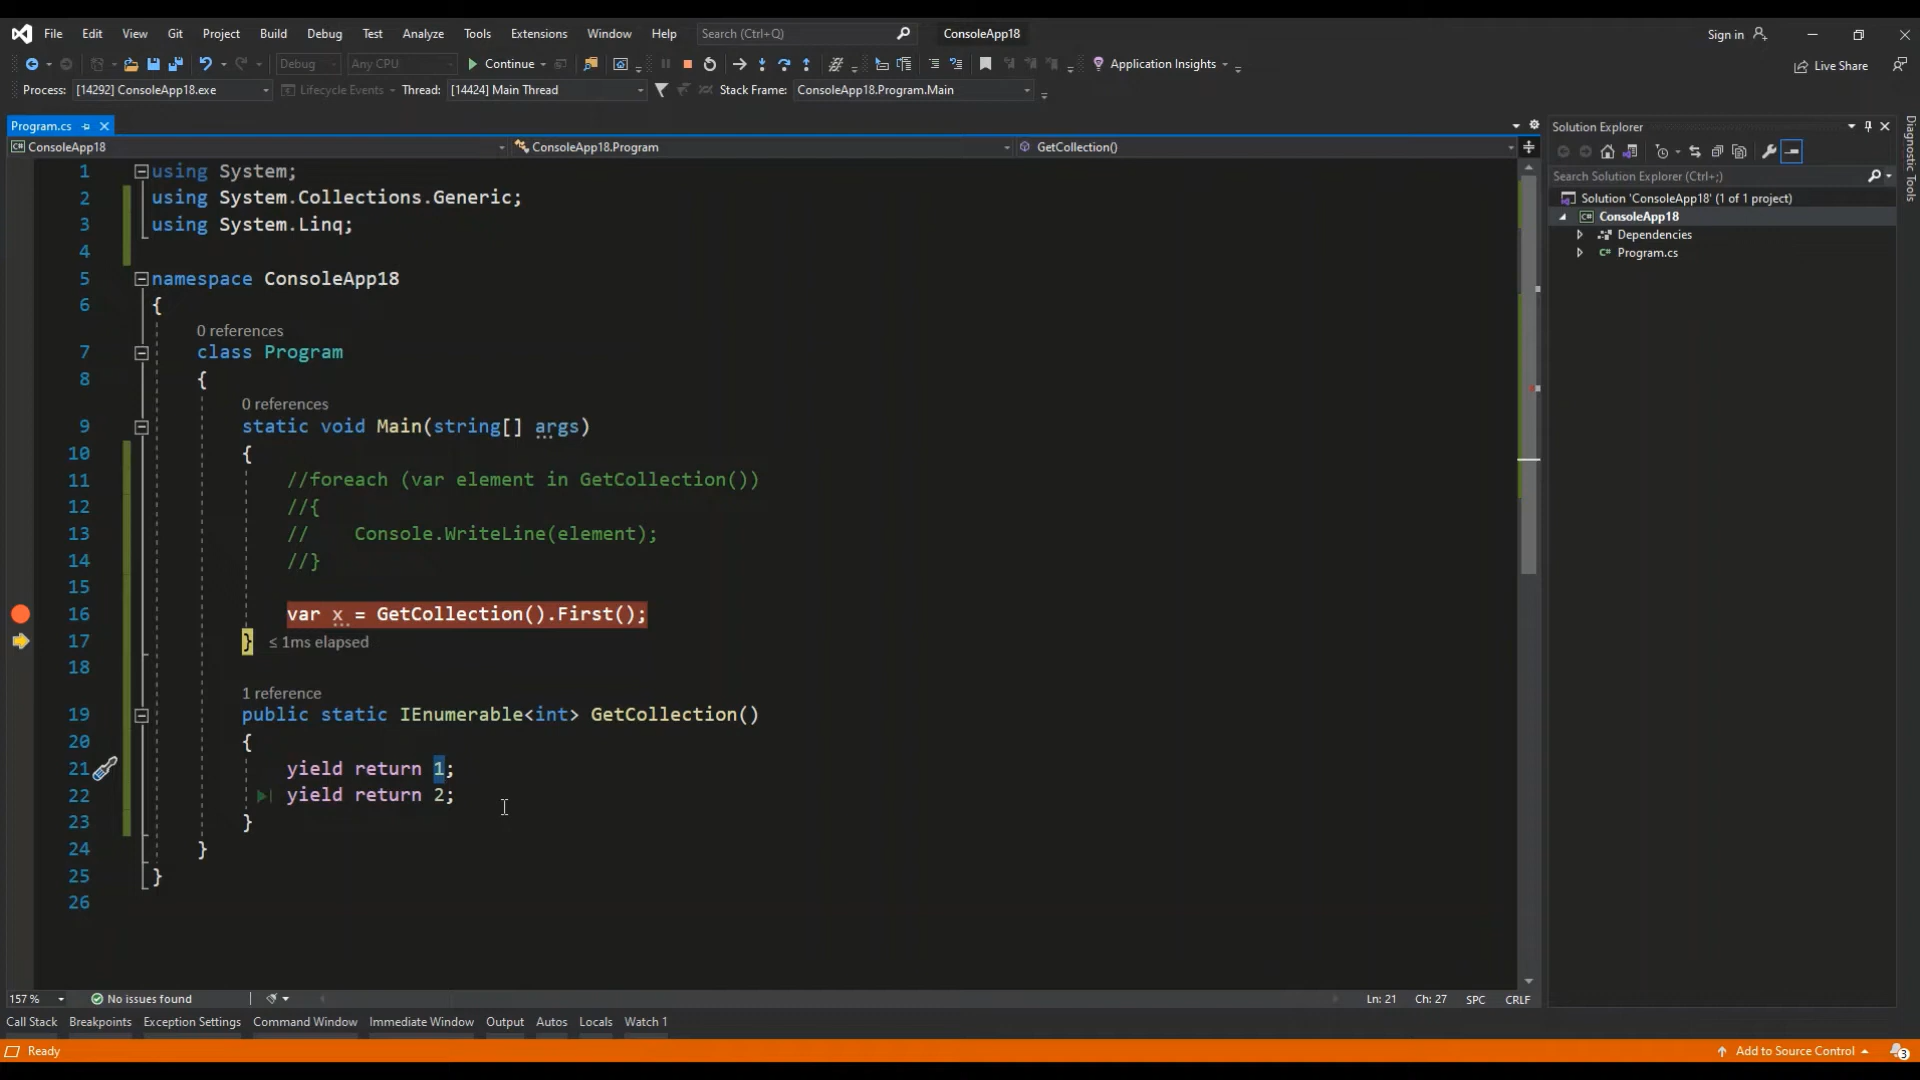 File Edit View Git Project Build Debug Test Analyze Tools Extensions Window Help Search (Ctrl+Q) ConsoleApp18 Sign in
Debug Any CPU Continue Application Insights Live Share
Process: [14292] ConsoleApp18.exe Lifecycle Events Thread: [14424] Main Thread Stack Frame: ConsoleApp18.Program.Main
Program.cs
ConsoleApp18 ConsoleApp18.Program GetCollection()
1 using System;
2 using System.Collections.Generic;
3 using System.Linq;
4
5 namespace ConsoleApp18
6 {
0 references
7 class Program
8 {
0 references
9 static void Main(string[] args)
10 {
11 //foreach (var element in GetCollection())
12 //{
13 // Console.WriteLine(element);
14 //}
15
16 var x = GetCollection().First();
17 } ≤ 1ms elapsed
18
1 reference
19 public static IEnumerable<int> GetCollection()
20 {
21 yield return 1;
22 yield return 2;
23 }
24 }
25 }
26
157 % No issues found Ln: 21 Ch: 27 SPC CRLF
Call Stack Breakpoints Exception Settings Command Window Immediate Window Output Autos Locals Watch 1
Ready Add to Source Control 3
Solution Explorer
Search Solution Explorer (Ctrl+;)
Solution 'ConsoleApp18' (1 of 1 project)
C# ConsoleApp18
Dependencies
C# Program.cs
Diagnostic Tools